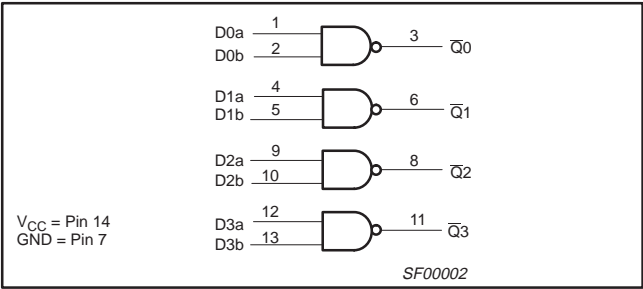 D0a 1
D0b 2
3 Q̅0
D1a 4
D1b 5
6 Q̅1
D2a 9
D2b 10
8 Q̅2
D3a 12
D3b 13
11 Q̅3
VCC = Pin 14
GND = Pin 7
SF00002